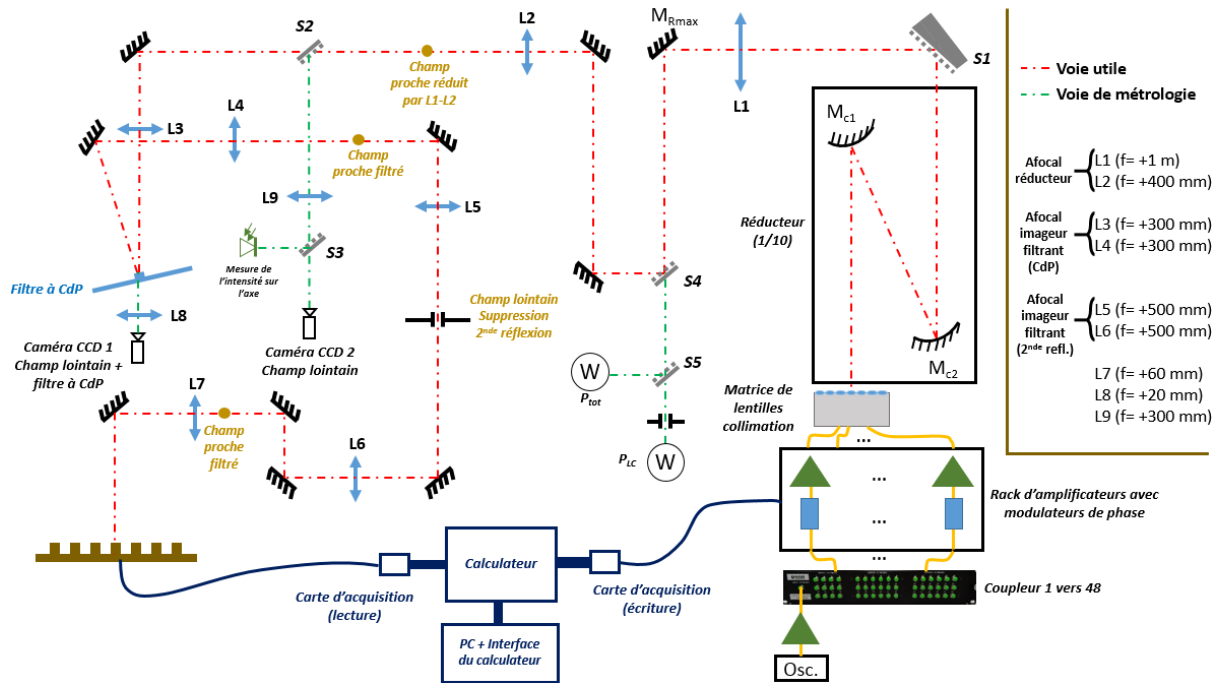 S2
L2
M_Rmax
S1
L1
Champ
proche réduit
par L1-L2
L3
L4
Champ
proche filtré
L9
L5
S3
Mesure de
l'intensité sur
l'axe
Filtre à CdP
L8
Caméra CCD 1
Champ lointain +
filtre à CdP
Caméra CCD 2
Champ lointain
Champ lointain
Suppression
2nde réflexion
S4
S5
W
P_tot
P_LC
W
M_c1
Réducteur
(1/10)
M_c2
Matrice de
lentilles
collimation
...
Voie utile
Voie de métrologie
Afocal
réducteur
L1 (f= +1 m)
L2 (f= +400 mm)
Afocal
imageur
filtrant
(CdP)
L3 (f= +300 mm)
L4 (f= +300 mm)
Afocal
imageur
filtrant
(2nde refl.)
L5 (f= +500 mm)
L6 (f= +500 mm)
L7 (f= +60 mm)
L8 (f= +20 mm)
L9 (f= +300 mm)
L7
Champ
proche
filtré
L6
...
...
Rack d'amplificateurs avec
modulateurs de phase
...
Coupleur 1 vers 48
Osc.
Carte d'acquisition
(lecture)
Calculateur
Carte d'acquisition
(écriture)
PC + Interface
du calculateur